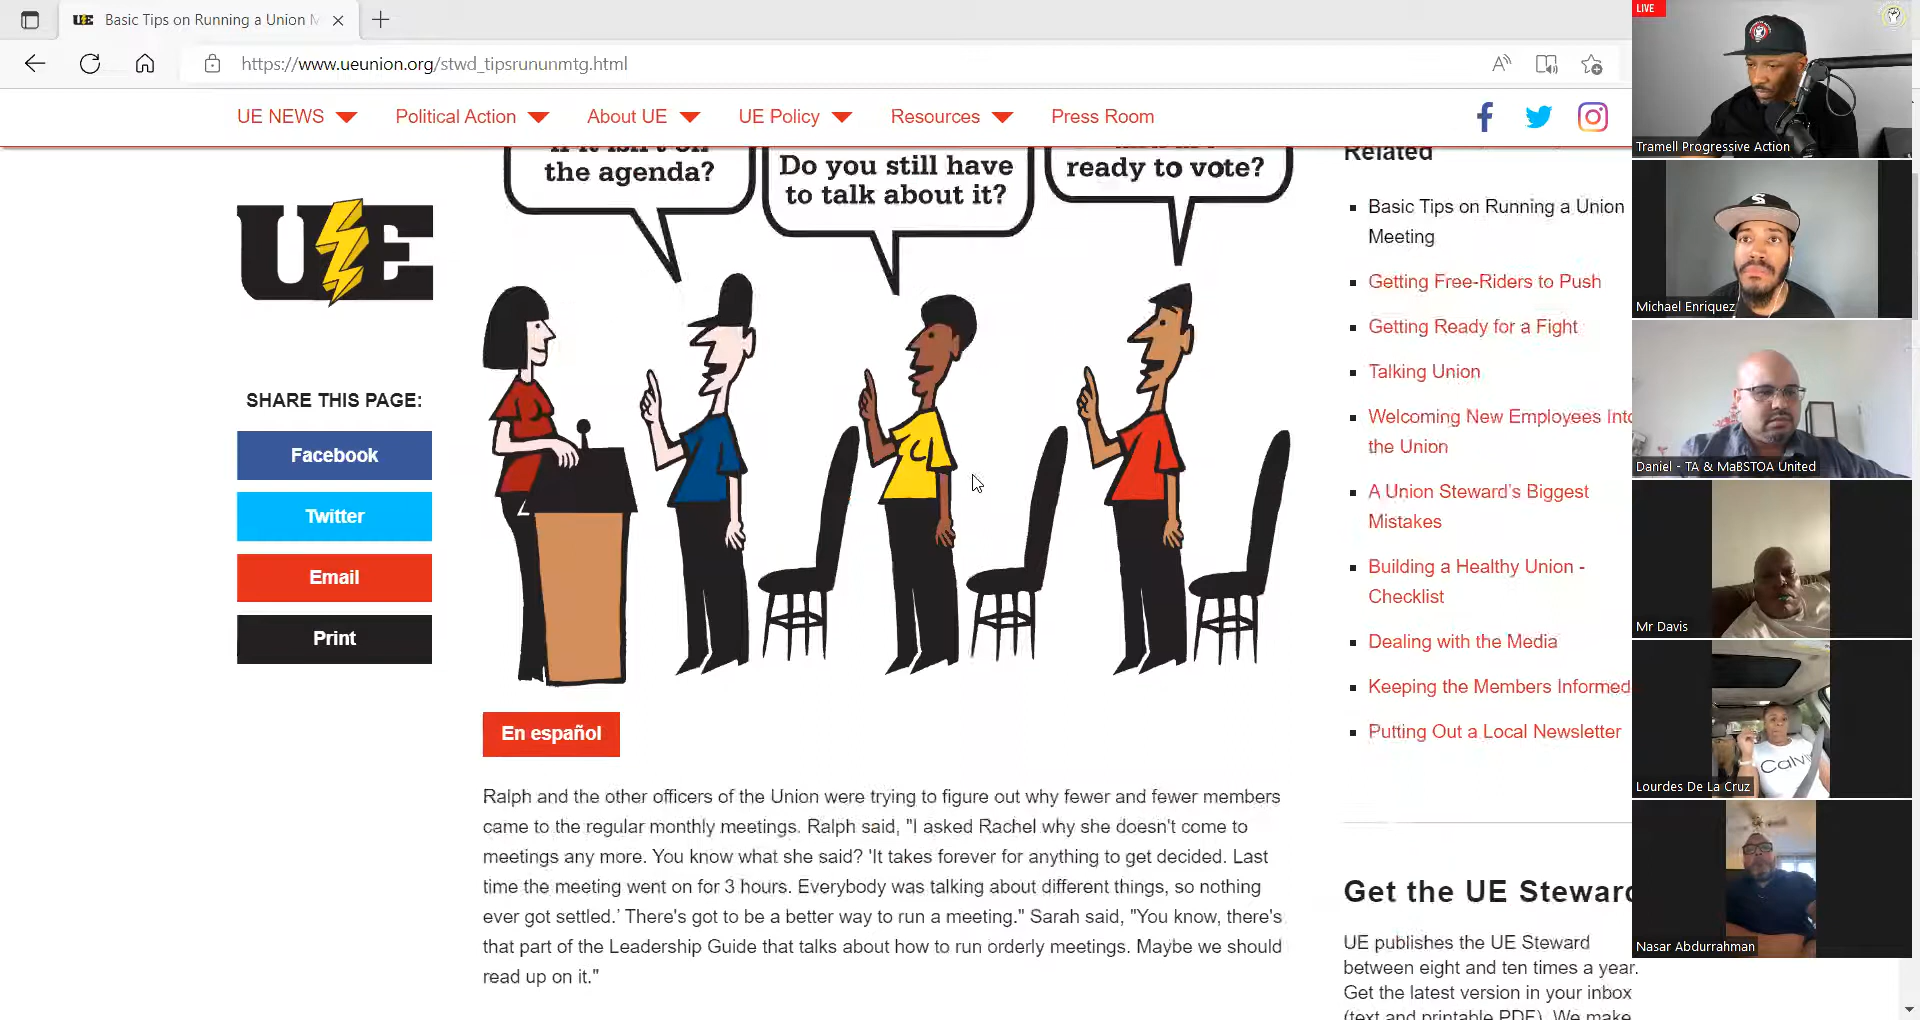 Basic Tips on Running a Union M
https://www.ueunion.org/stwd_tipsrununmtg.html
UE NEWS
Political Action
About UE
UE Policy
Resources
Press Room
the agenda?
Do you still have
to talk about it?
ready to vote?
UE
SHARE THIS PAGE:
Facebook
Twitter
Email
Print
En español
Ralph and the other officers of the Union were trying to figure out why fewer and fewer members
came to the regular monthly meetings. Ralph said, "I asked Rachel why she doesn't come to
meetings any more. You know what she said? 'It takes forever for anything to get decided. Last
time the meeting went on for 3 hours. Everybody was talking about different things, so nothing
ever got settled.' There's got to be a better way to run a meeting." Sarah said, "You know, there's
that part of the Leadership Guide that talks about how to run orderly meetings. Maybe we should
read up on it."
Related
Basic Tips on Running a Union
Meeting
Getting Free-Riders to Push
Getting Ready for a Fight
Talking Union
Welcoming New Employees Into
the Union
A Union Steward's Biggest
Mistakes
Building a Healthy Union -
Checklist
Dealing with the Media
Keeping the Members Informed
Putting Out a Local Newsletter
Get the UE Steward
UE publishes the UE Steward
between eight and ten times a year.
Get the latest version in your inbox
(text and printable PDF). We make
LIVE
Tramell Progressive Action
Michael Enriquez
Daniel - TA & MaBSTOA United
Mr Davis
Calv
Lourdes De La Cruz
Nasar Abdurrahman